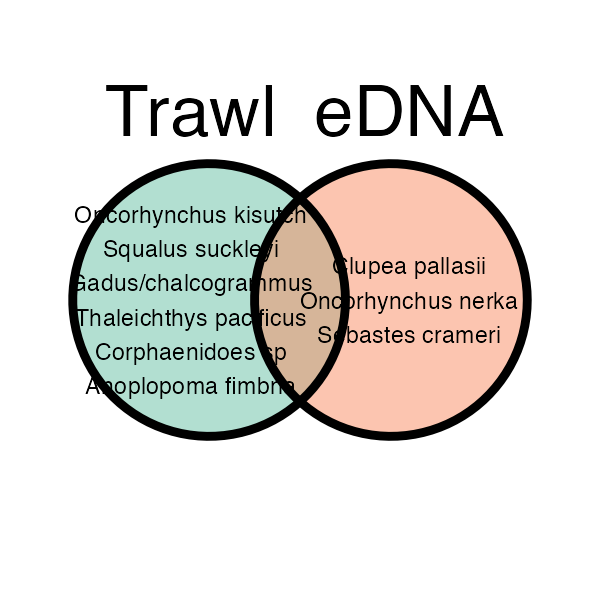 Trawl eDNA
Oncorhynchus kisutch
Squalus suckleyi
Gadus/chalcogrammus
Thaleichthys pacificus
Corphaenidoes sp
Anoplopoma fimbria
Clupea pallasii
Oncorhynchus nerka
Sebastes crameri